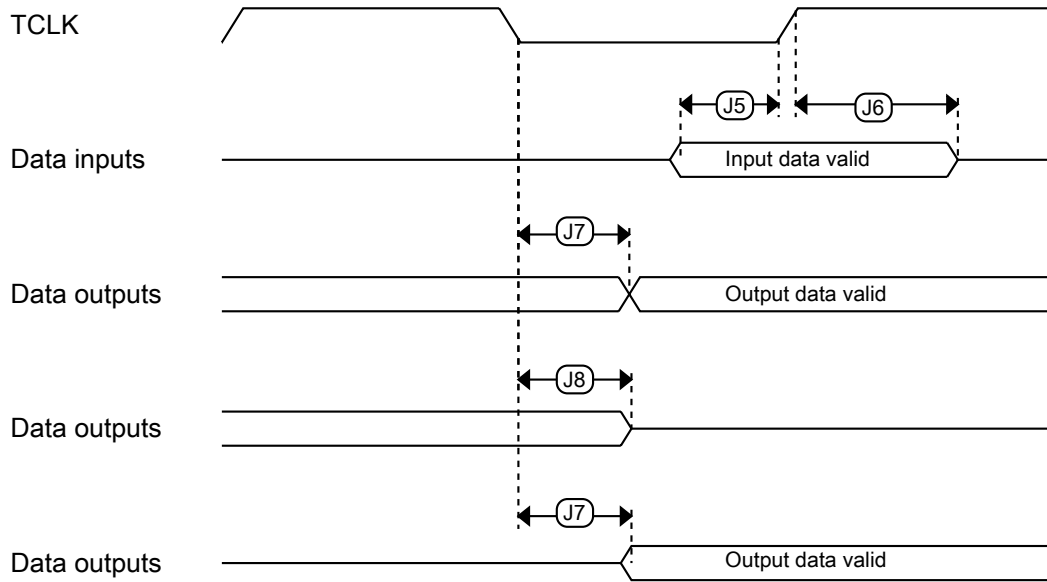 TCLK
J5
J6
Data inputs
Input data valid
J7
Data outputs
Output data valid
J8
Data outputs
J7
Data outputs
Output data valid